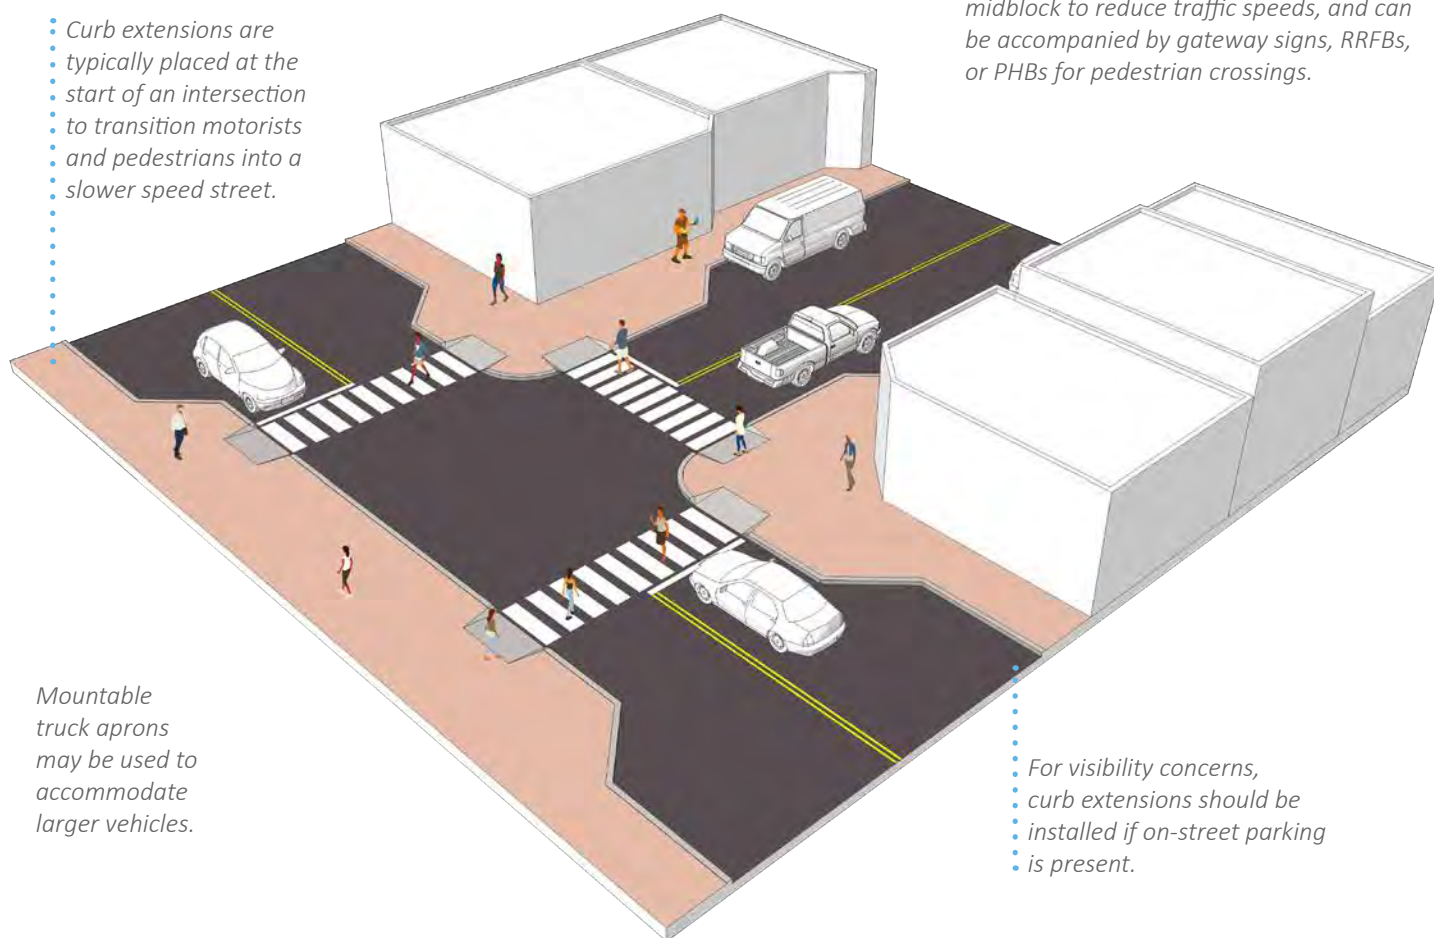 Curb extensions are
typically placed at the
start of an intersection
to transition motorists
and pedestrians into a
slower speed street.
midblock to reduce traffic speeds, and can
be accompanied by gateway signs, RRFBs,
or PHBs for pedestrian crossings.
Mountable
truck aprons
may be used to
accommodate
larger vehicles.
For visibility concerns,
curb extensions should be
installed if on-street parking
is present.